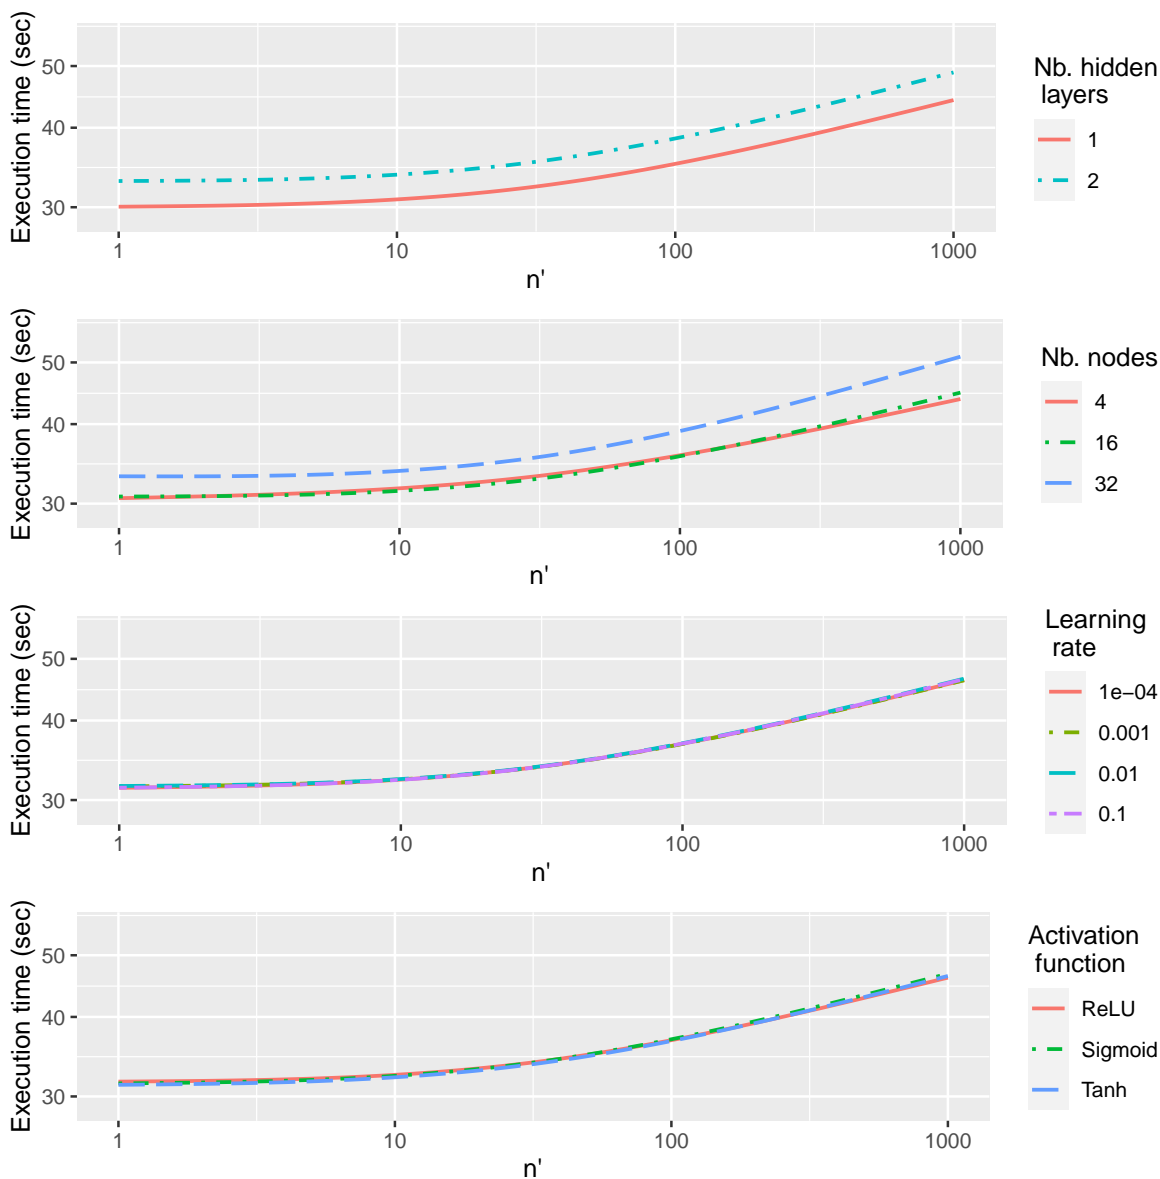 Execution time (sec)
50
40
30
1
10
100
1000
n'
Nb. hidden
layers
1
2
Execution time (sec)
50
40
30
1
10
100
1000
n'
Nb. nodes
4
16
32
Execution time (sec)
50
40
30
1
10
100
1000
n'
Learning
rate
1e−04
0.001
0.01
0.1
Execution time (sec)
50
40
30
1
10
100
1000
n'
Activation
function
ReLU
Sigmoid
Tanh